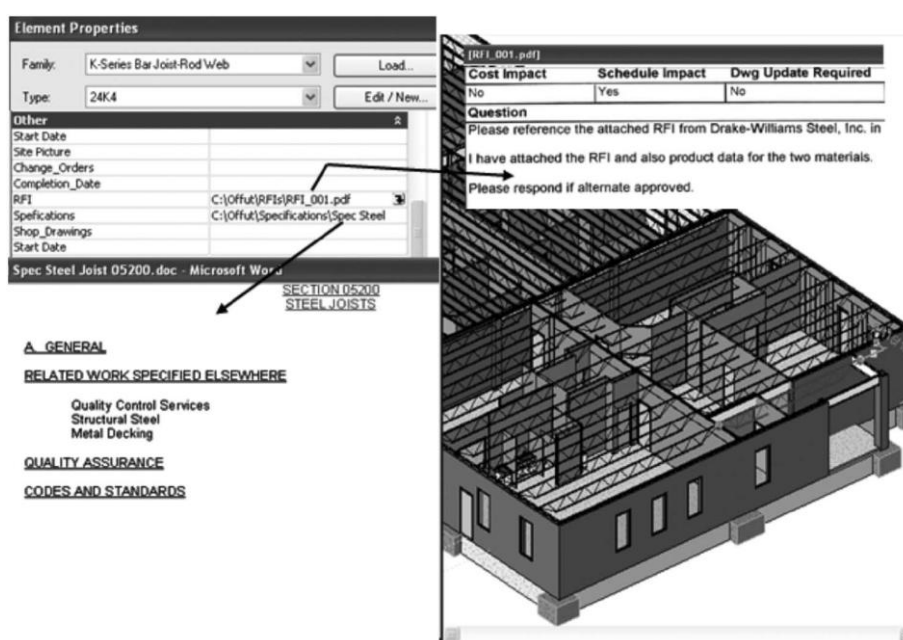 Element Properties
Family: K-Series Bar Joist-Rod Web Load...
Type: 24K4 Edit / New...
Other
Start Date
Site Picture
Change_Orders
Completion_Date
RFI C:\Offut\RFIs\RFI_001.pdf
Spefications C:\Offut\Specifications\Spec Steel
Shop_Drawings
Start Date
Spec Steel Joist 05200.doc - Microsoft Word
SECTION 05200
STEEL JOISTS
A. GENERAL
RELATED WORK SPECIFIED ELSEWHERE
Quality Control Services
Structural Steel
Metal Decking
QUALITY ASSURANCE
CODES AND STANDARDS
[RFI_001.pdf]
Cost Impact Schedule Impact Dwg Update Required
No Yes No
Question
Please reference the attached RFI from Drake-Williams Steel, Inc. in
I have attached the RFI and also product data for the two materials.
Please respond if alternate approved.